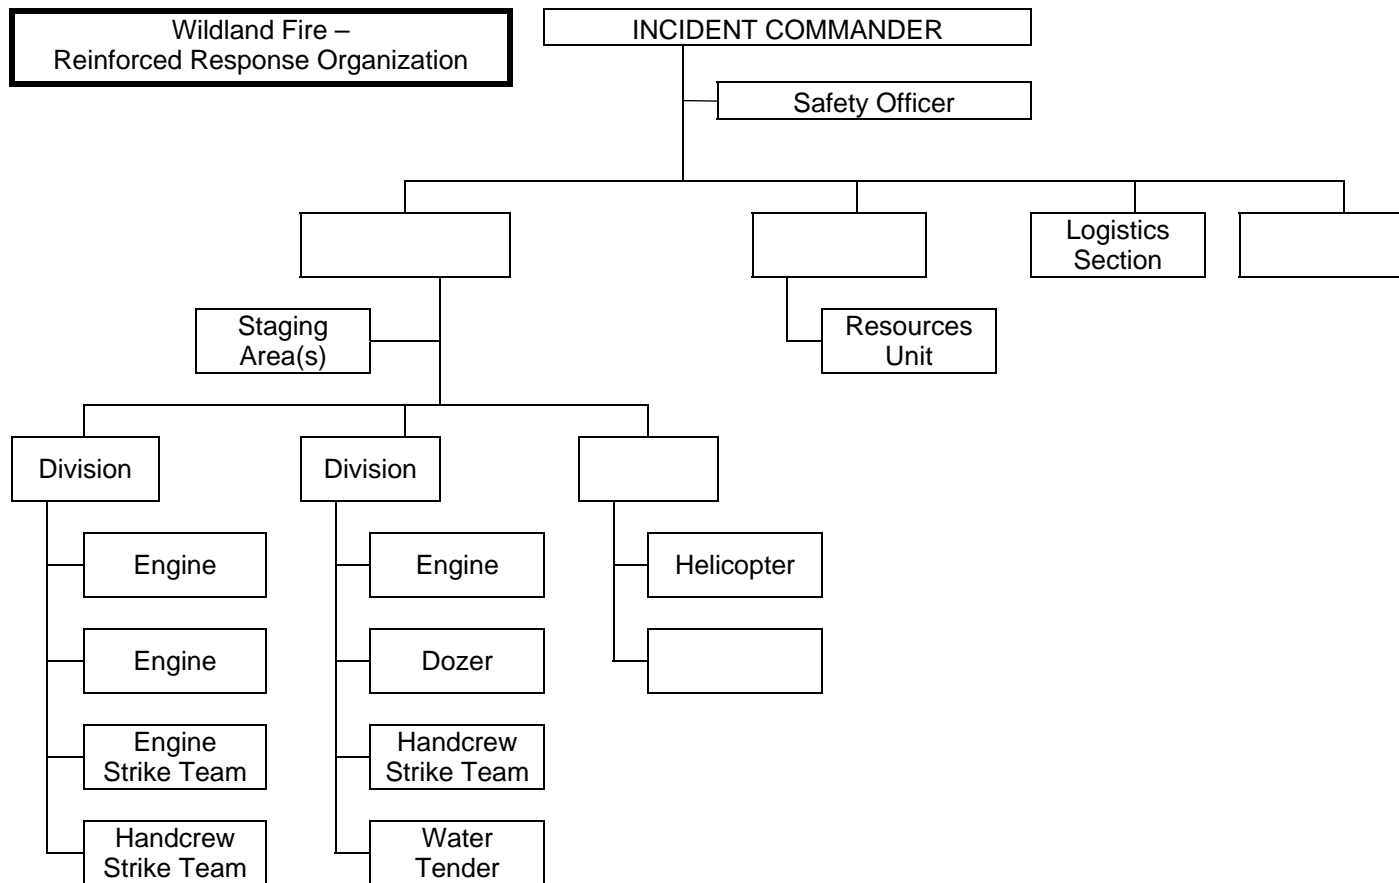 Wildland Fire –
Reinforced Response Organization
INCIDENT COMMANDER
Safety Officer
Logistics
Section
Staging
Area(s)
Resources
Unit
Division
Division
Engine
Engine
Helicopter
Engine
Dozer
Engine
Strike Team
Handcrew
Strike Team
Handcrew
Strike Team
Water
Tender